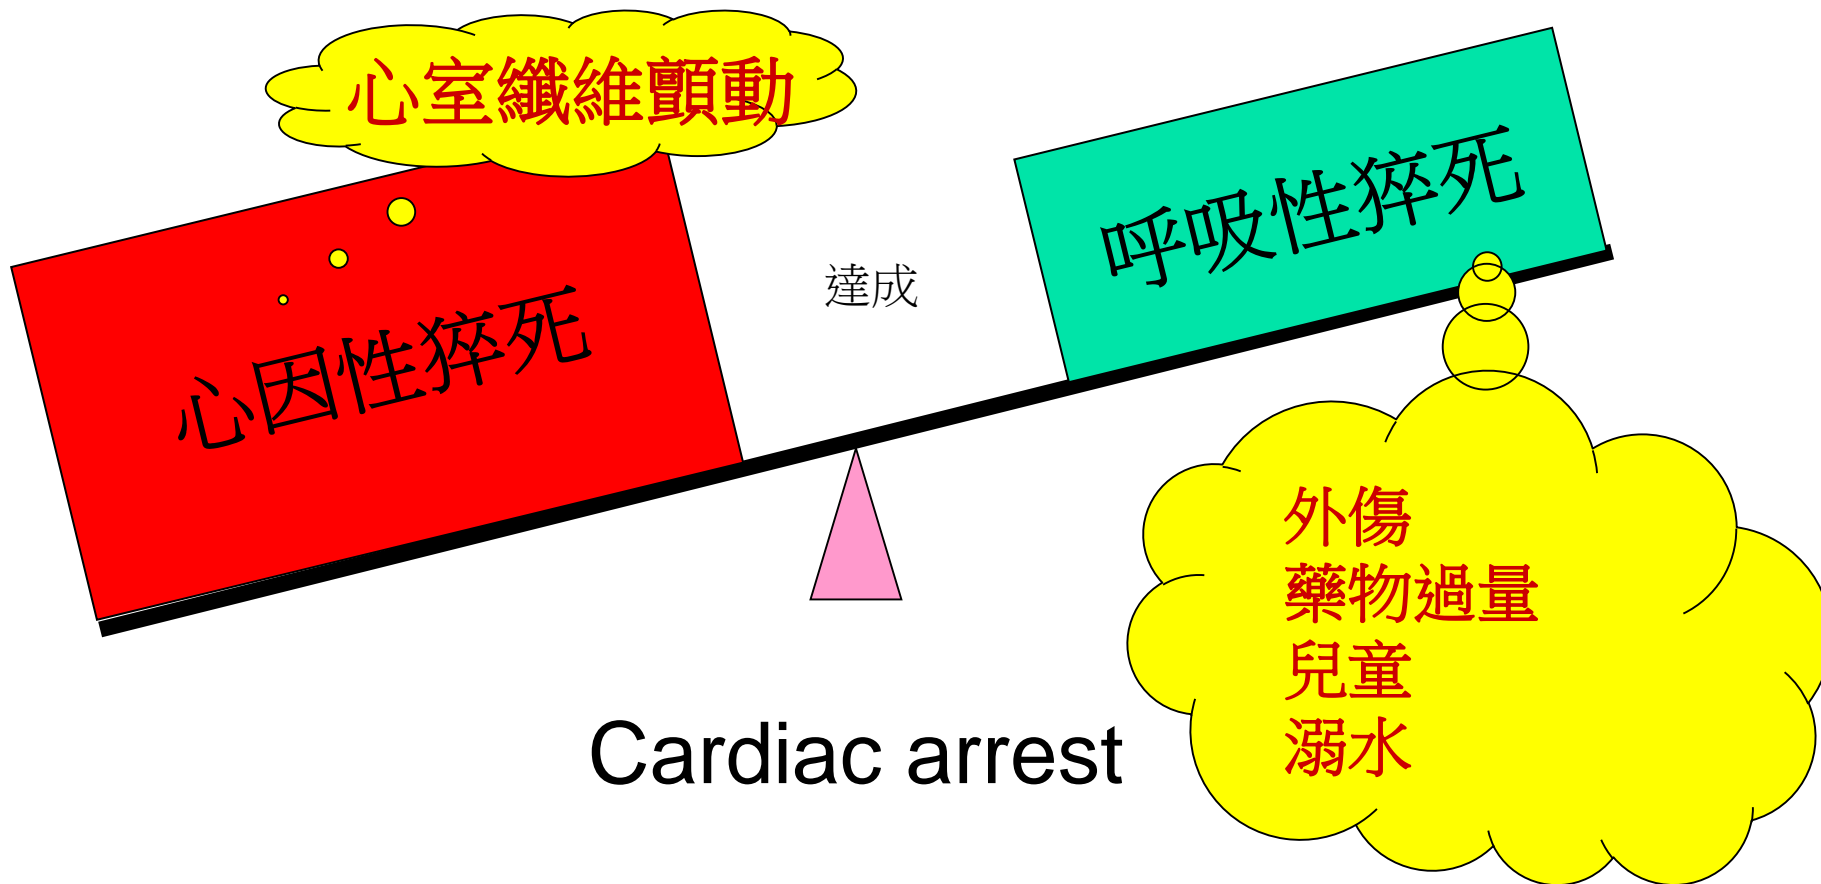 心室纖維顫動
心因性猝死
達成
呼吸性猝死
外傷
藥物過量
兒童
溺水
Cardiac arrest